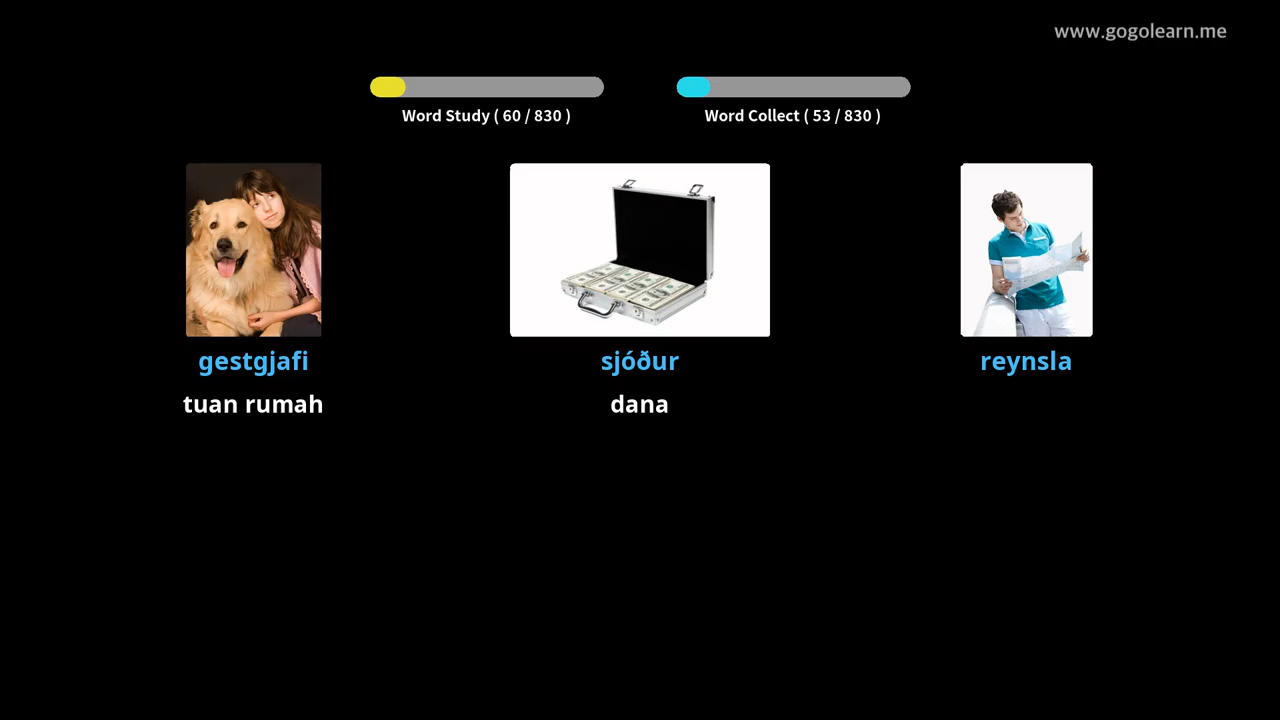 www.gogolearn.me
Word Study ( 60 / 830 )
Word Collect ( 53 / 830 )
gestgjafi
sjóður
reynsla
tuan rumah
dana